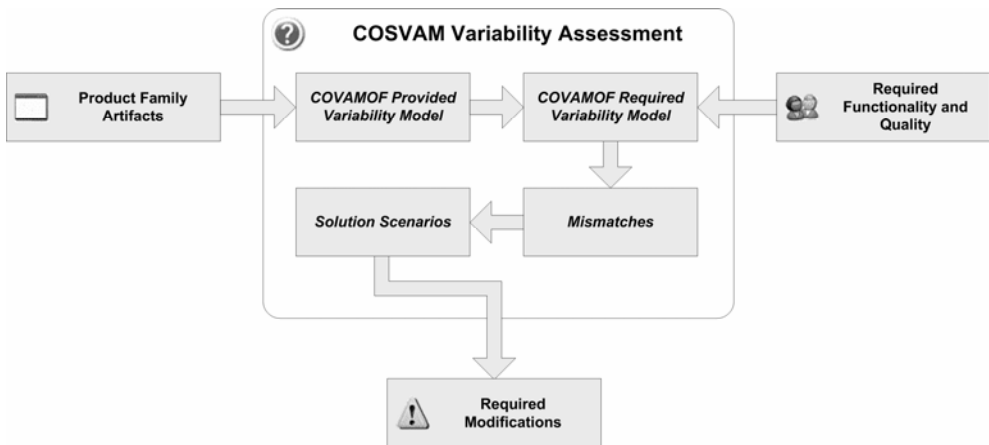 COSVAM Variability Assessment
Product Family
Artifacts
COVAMOF Provided
Variability Model
COVAMOF Required
Variability Model
Required
Functionality and
Quality
Solution Scenarios
Mismatches
Required
Modifications